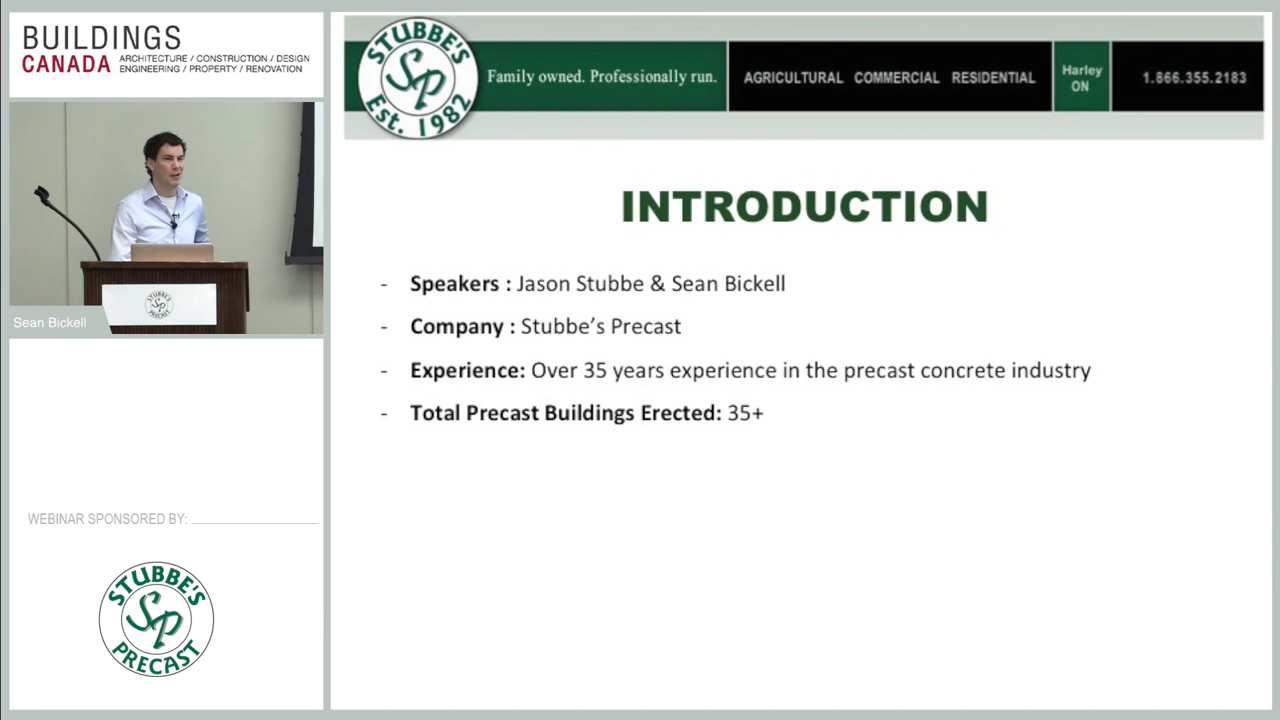 BUILDINGS
CANADA
ARCHITECTURE / CONSTRUCTION / DESIGN
ENGINEERING / PROPERTY / RENOVATION
STUBBE'S
SP
Est. 1982
Family owned. Professionally run.
AGRICULTURAL COMMERCIAL RESIDENTIAL
Harley
ON
1.866.355.2183
INTRODUCTION
- Speakers : Jason Stubbe & Sean Bickell
- Company : Stubbe’s Precast
- Experience: Over 35 years experience in the precast concrete industry
- Total Precast Buildings Erected: 35+
STUBBE'S
SP
PRECAST
Sean Bickell
WEBINAR SPONSORED BY:
STUBBE'S
SP
PRECAST